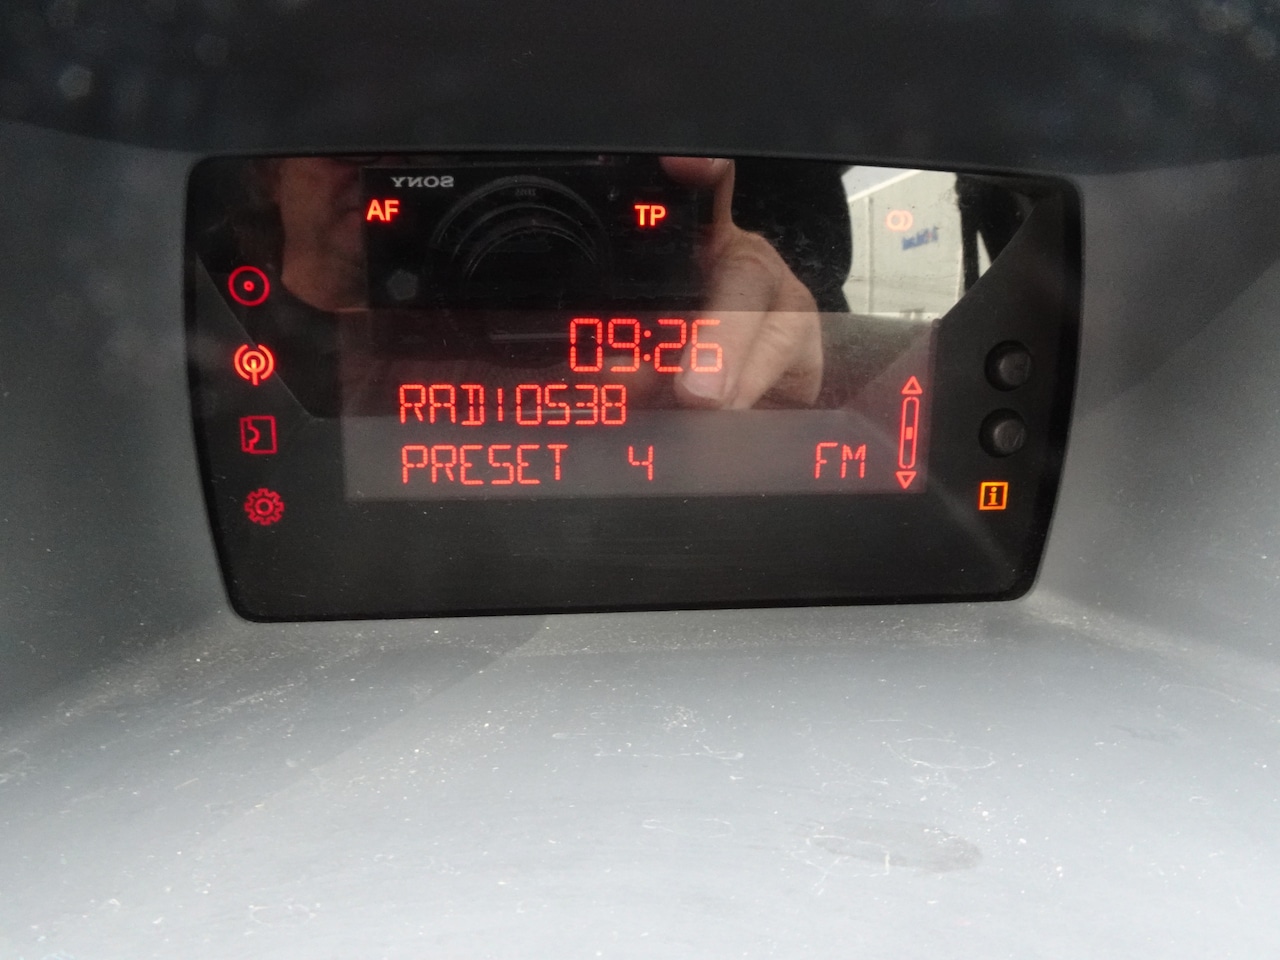 SONY
AF TP
09:26
RADIO538
PRESET 4 FM
i